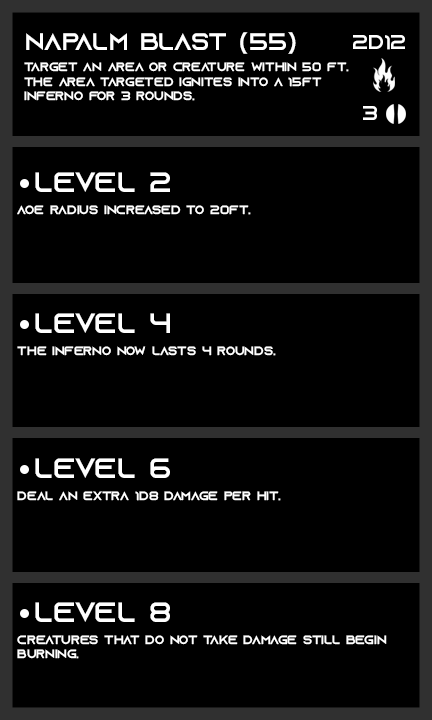 NAPALM BLAST (55)
2D12
TARGET AN AREA OR CREATURE WITHIN 50 FT.
THE AREA TARGETED IGNITES INTO A 15FT
INFERNO FOR 3 ROUNDS.
3
•LEVEL 2
AOE RADIUS INCREASED TO 20FT.
•LEVEL 4
THE INFERNO NOW LASTS 4 ROUNDS.
•LEVEL 6
DEAL AN EXTRA 1D8 DAMAGE PER HIT.
•LEVEL 8
CREATURES THAT DO NOT TAKE DAMAGE STILL BEGIN
BURNING.